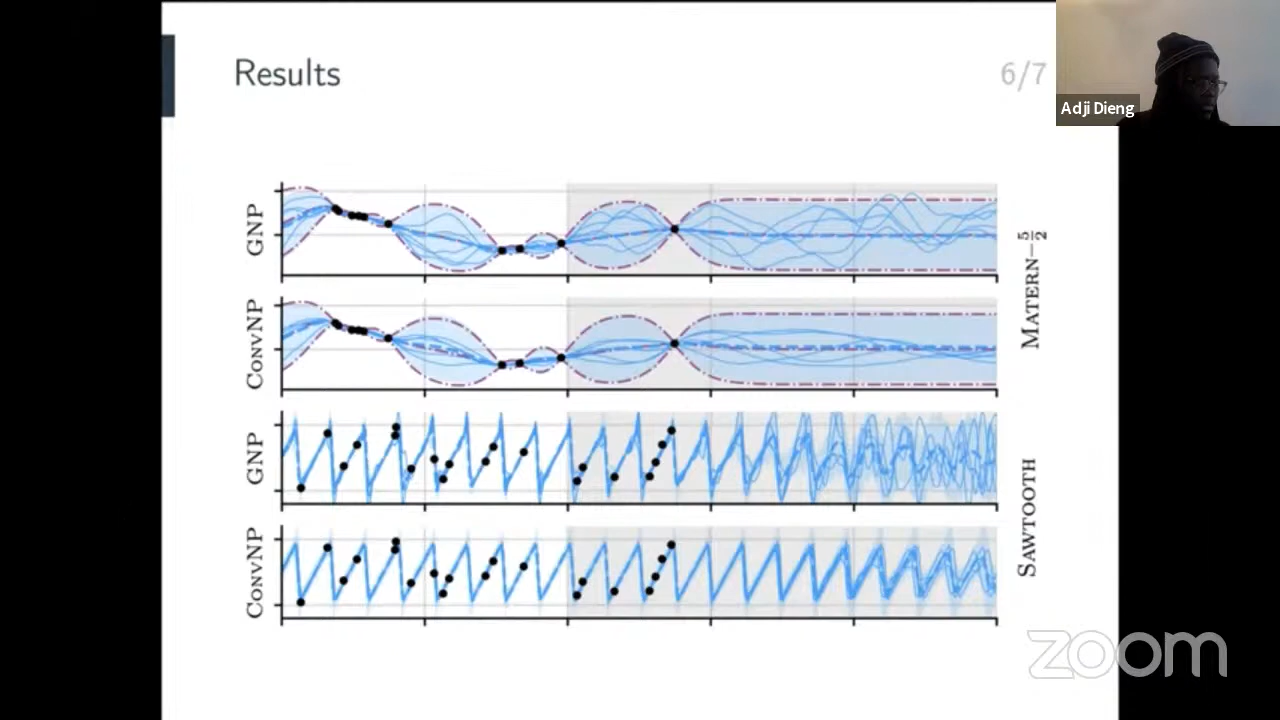 Results
6/7
Adji Dieng
GNP
MATERN–5/2
CONVNP
GNP
SAWTOOTH
CONVNP
zoom